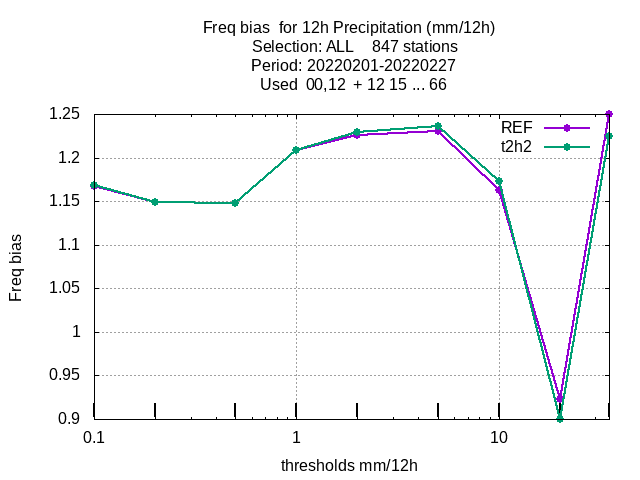 Freq bias  for 12h Precipitation (mm/12h)
Selection: ALL    847 stations
Period: 20220201-20220227
Used  00,12  + 12 15 ... 66
REF
t2h2
1.25
1.2
1.15
1.1
1.05
1
0.95
0.9
Freq bias
0.1 1 10
thresholds mm/12h